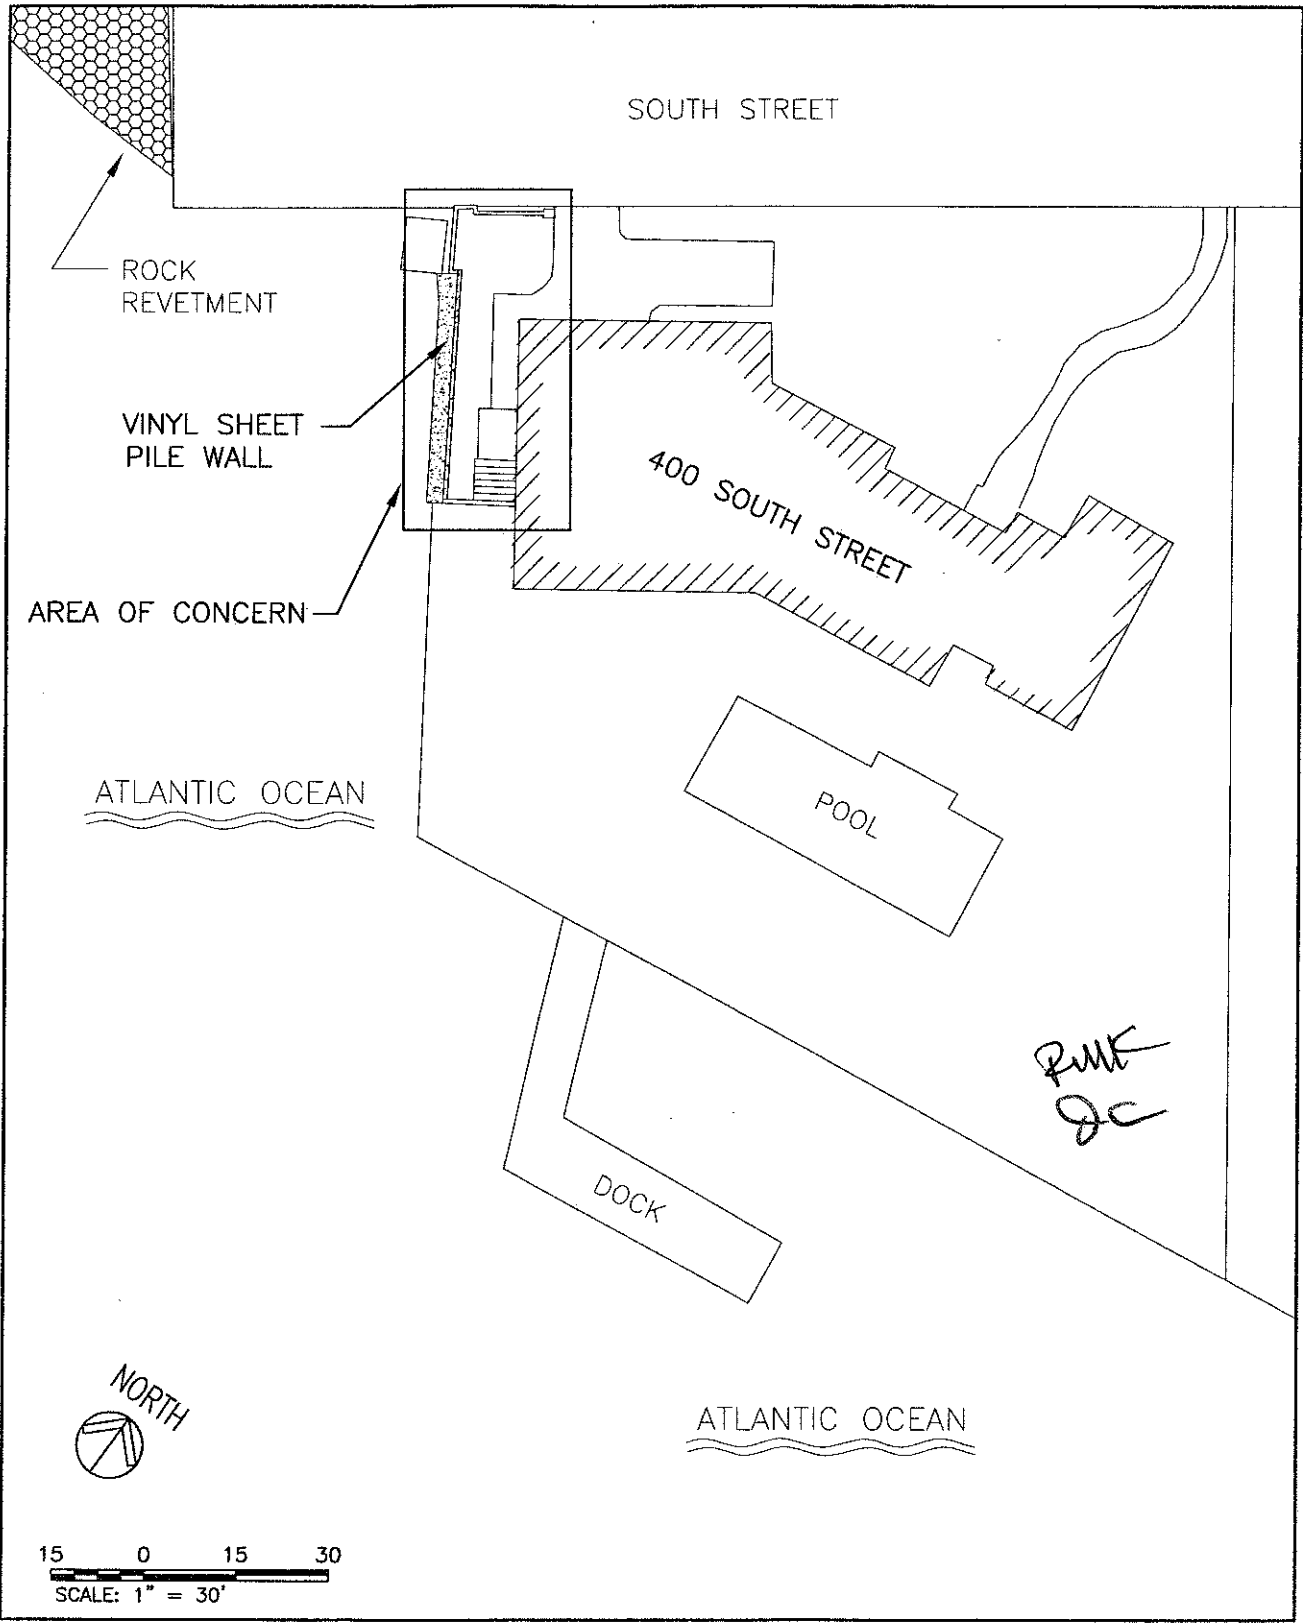 SOUTH STREET
ROCK
REVETMENT
VINYL SHEET
PILE WALL
400 SOUTH STREET
AREA OF CONCERN
ATLANTIC OCEAN
POOL
DOCK
NORTH
ATLANTIC OCEAN
15 0 15 30
SCALE: 1" = 30'